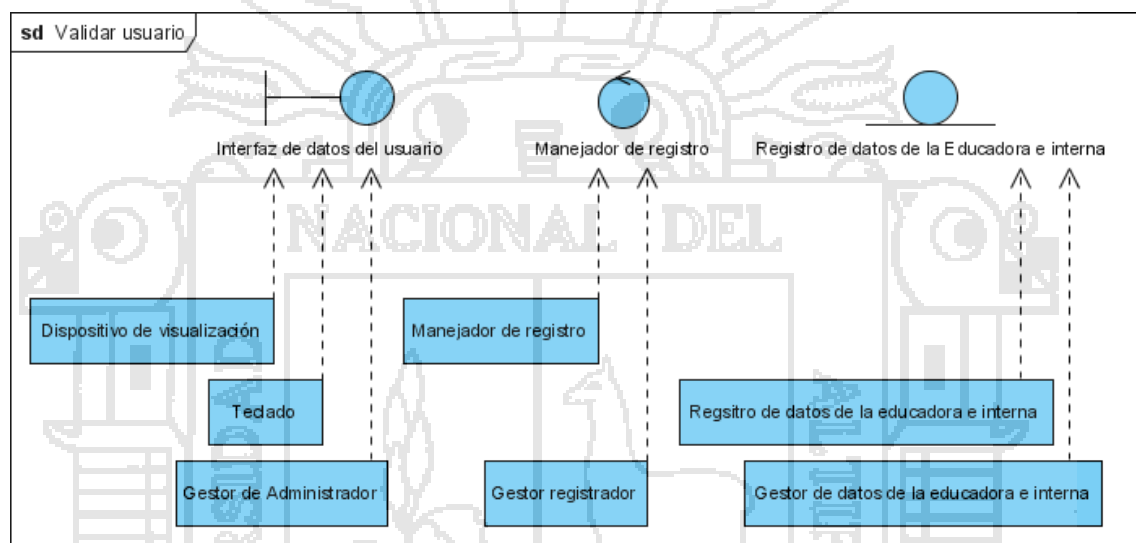 sd Validar usuario
Interfaz de datos del usuario
Manejador de registro
Registro de datos de la Educadora e interna
NACIONAL DEL
Dispositivo de visualización
Manejador de registro
Teclado
Regsitro de datos de la educadora e interna
Gestor de Administrador
Gestor registrador
Gestor de datos de la educadora e interna